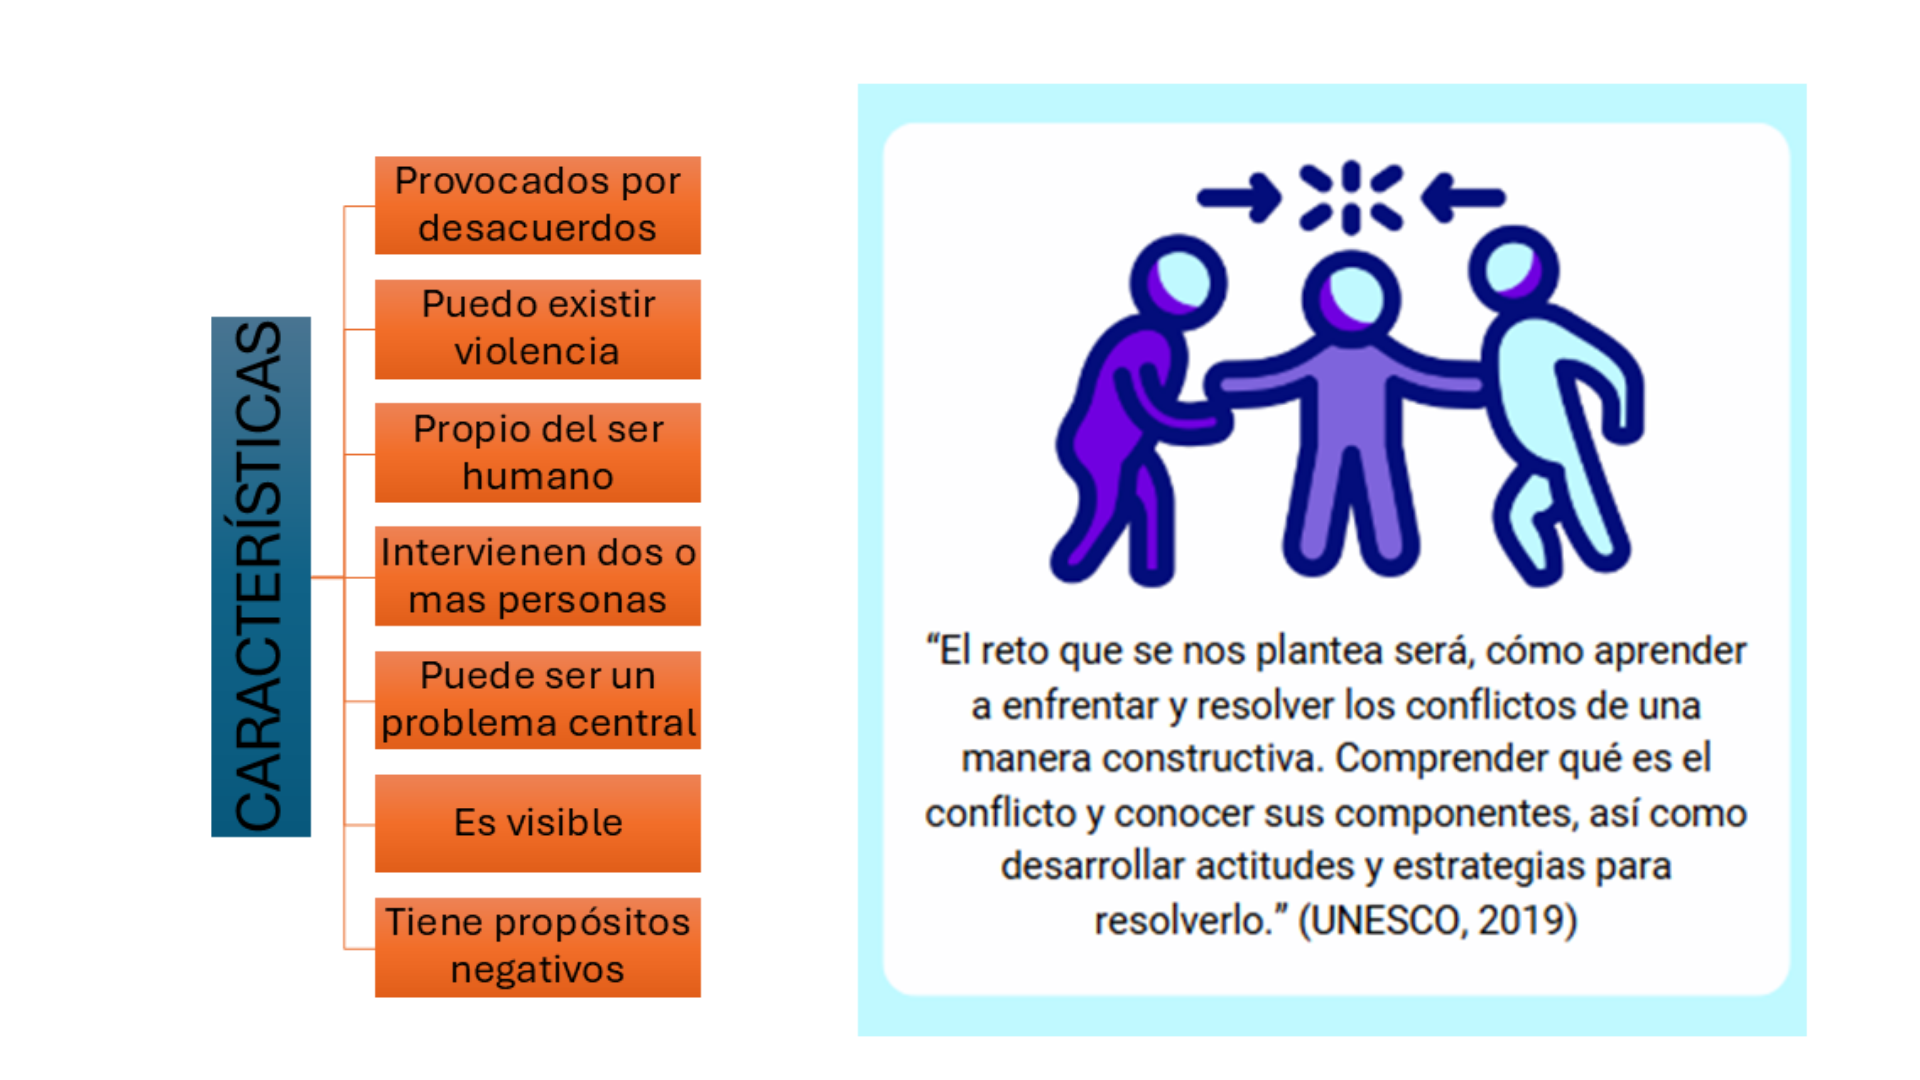 CARACTERÍSTICAS
Provocados por
desacuerdos
Puedo existir
violencia
Propio del ser
humano
Intervienen dos o
mas personas
Puede ser un
problema central
Es visible
Tiene propósitos
negativos
“El reto que se nos plantea será, cómo aprender
a enfrentar y resolver los conflictos de una
manera constructiva. Comprender qué es el
conflicto y conocer sus componentes, así como
desarrollar actitudes y estrategias para
resolverlo.” (UNESCO, 2019)